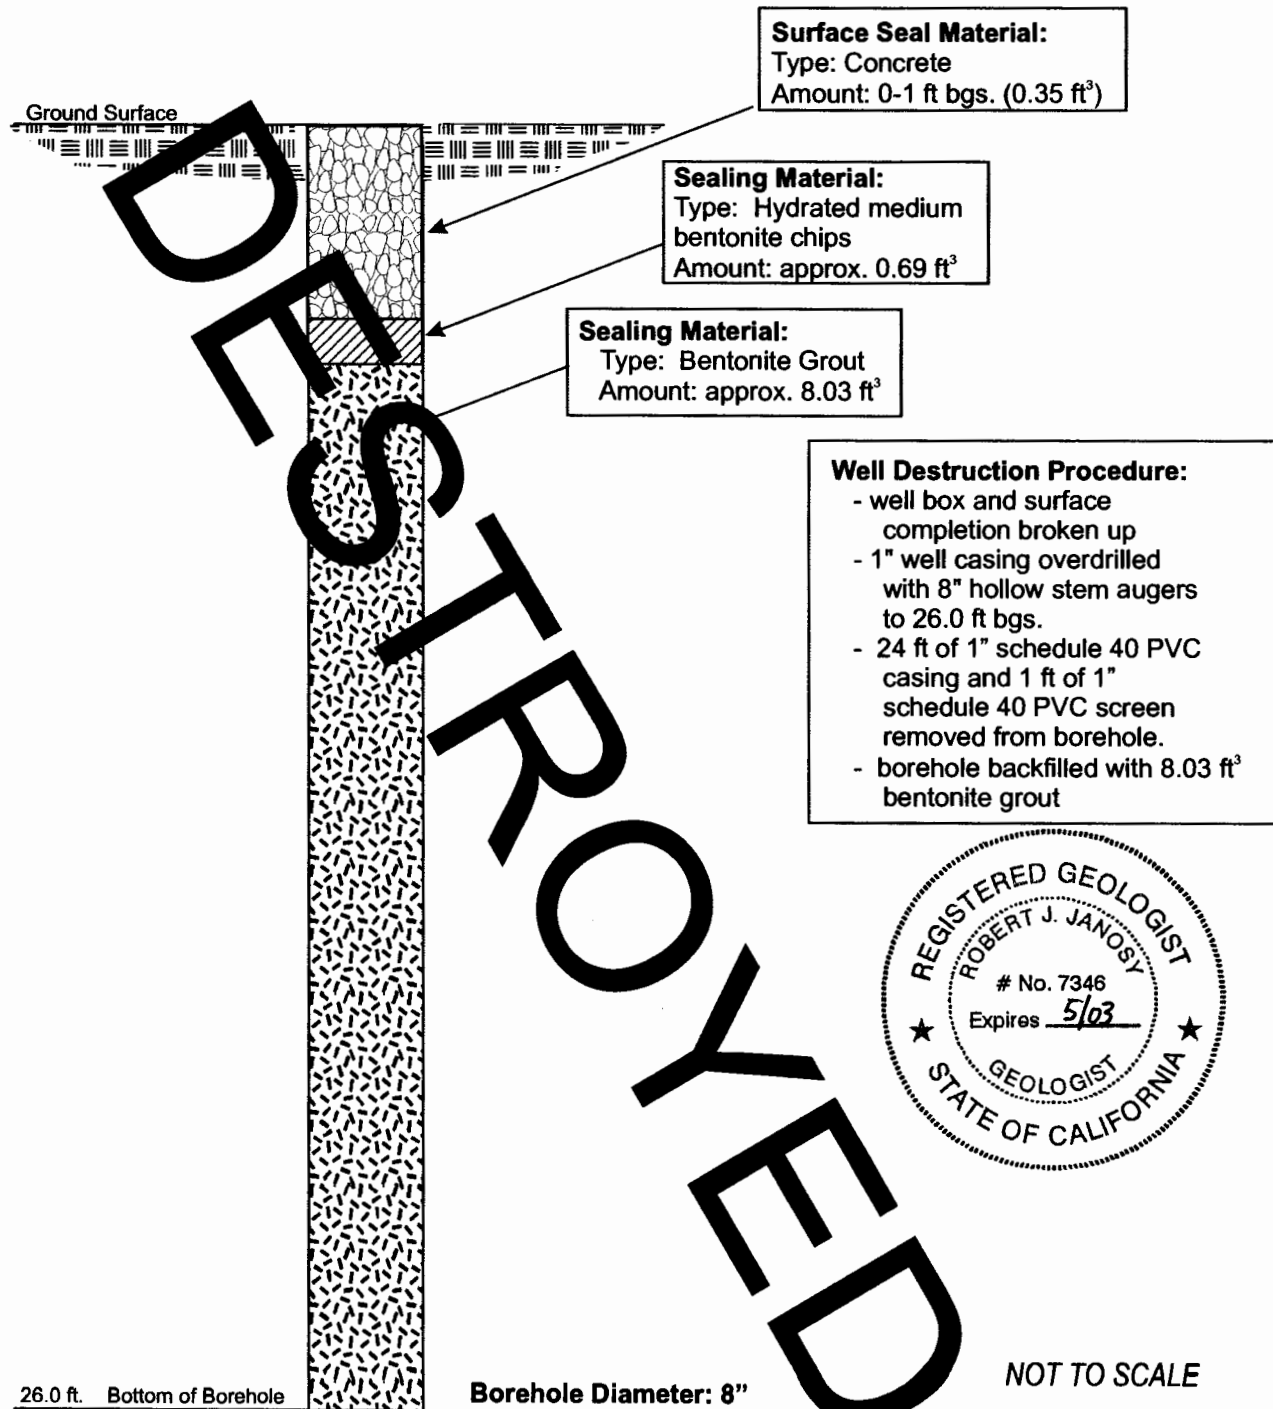 Surface Seal Material:
Type: Concrete
Amount: 0-1 ft bgs. (0.35 ft³)
Ground Surface
Sealing Material:
Type: Hydrated medium
bentonite chips
Amount: approx. 0.69 ft³
Sealing Material:
Type: Bentonite Grout
Amount: approx. 8.03 ft³
DESTROYED
Well Destruction Procedure:
- well box and surface
completion broken up
- 1" well casing overdrilled
with 8" hollow stem augers
to 26.0 ft bgs.
- 24 ft of 1" schedule 40 PVC
casing and 1 ft of 1"
schedule 40 PVC screen
removed from borehole.
- borehole backfilled with 8.03 ft³
bentonite grout
REGISTERED GEOLOGIST
ROBERT J. JANOSY
# No. 7346
Expires 5/03
GEOLOGIST
STATE OF CALIFORNIA
NOT TO SCALE
26.0 ft. Bottom of Borehole
Borehole Diameter: 8"